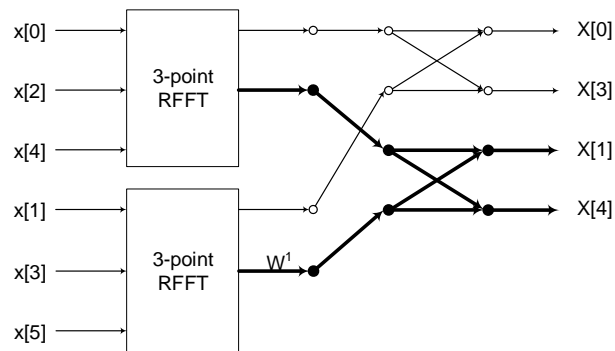 x[0]
x[2]
x[4]
3-point
RFFT
x[1]
x[3]
x[5]
3-point
RFFT
W¹
X[0]
X[3]
X[1]
X[4]